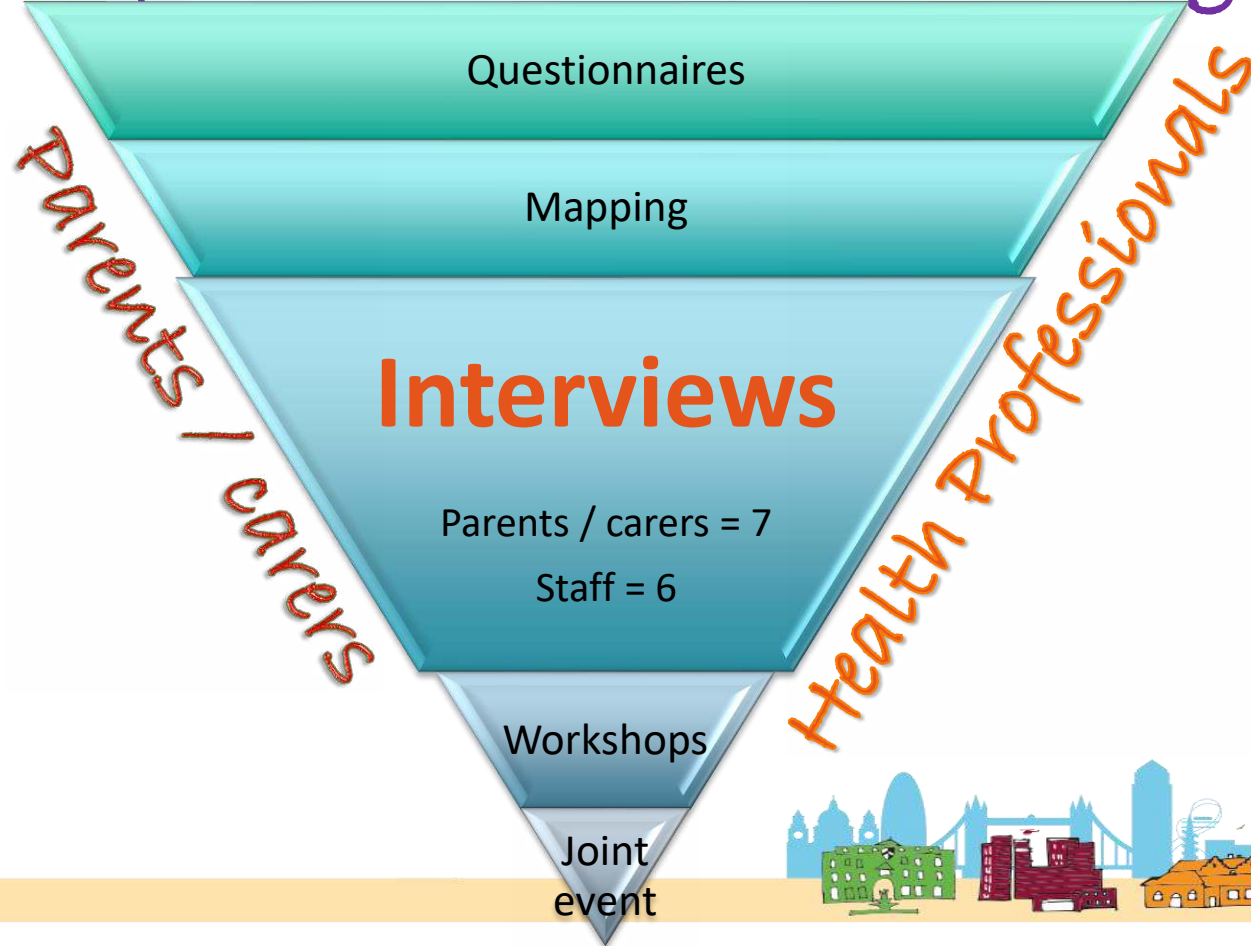 Questionnaires
Mapping
Interviews
Parents / carers = 7
Staff = 6
Workshops
Joint
event
Parents / carers
Health Professionals